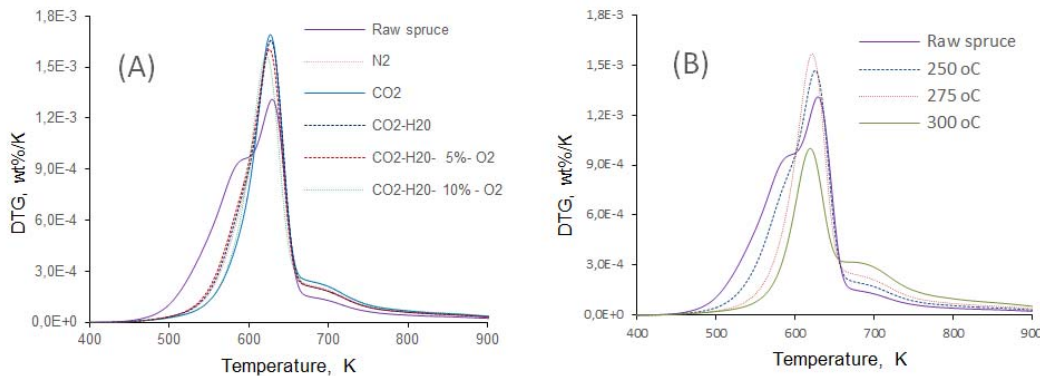 1,8E-3
1,5E-3
1,2E-3
9,0E-4
6,0E-4
3,0E-4
0,0E+0
DTG, wt%/K
(A)
Raw spruce
N2
CO2
CO2-H20
CO2-H20- 5%- O2
CO2-H20- 10% - O2
400 500 600 700 800 900
Temperature, K
1,8E-3
1,5E-3
1,2E-3
9,0E-4
6,0E-4
3,0E-4
0,0E+0
DTG, wt%/K
(B)
Raw spruce
250 oC
275 oC
300 oC
400 500 600 700 800 900
Temperature, K